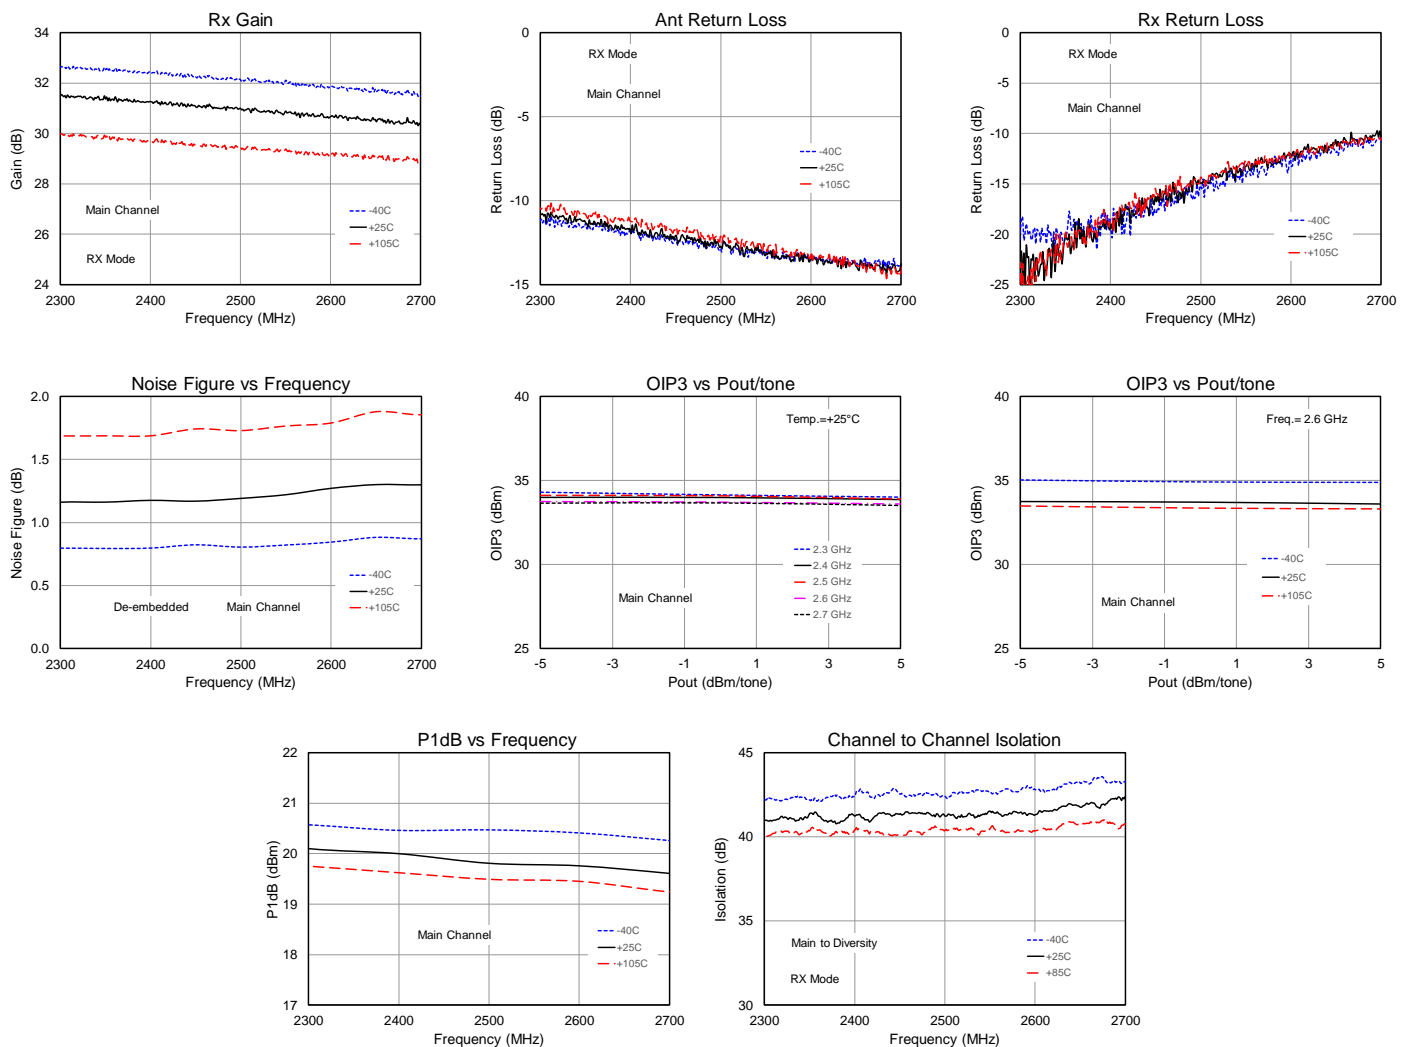 Rx Gain
34
32
30
28
26
24
Gain (dB)
Main Channel
RX Mode
-40C
+25C
+105C
2300
2400
2500
2600
2700
Frequency (MHz)
Ant Return Loss
0
-5
-10
-15
Return Loss (dB)
RX Mode
Main Channel
-40C
+25C
+105C
2300
2400
2500
2600
2700
Frequency (MHz)
Rx Return Loss
0
-5
-10
-15
-20
-25
Return Loss (dB)
RX Mode
Main Channel
-40C
+25C
+105C
2300
2400
2500
2600
2700
Frequency (MHz)
Noise Figure vs Frequency
2.0
1.5
1.0
0.5
0.0
Noise Figure (dB)
De-embedded
Main Channel
-40C
+25C
+105C
2300
2400
2500
2600
2700
Frequency (MHz)
OIP3 vs Pout/tone
40
35
30
25
OIP3 (dBm)
Temp.=+25°C
Main Channel
2.3 GHz
2.4 GHz
2.5 GHz
2.6 GHz
2.7 GHz
-5
-3
-1
1
3
5
Pout (dBm/tone)
OIP3 vs Pout/tone
40
35
30
25
OIP3 (dBm)
Freq.= 2.6 GHz
Main Channel
-40C
+25C
+105C
-5
-3
-1
1
3
5
Pout (dBm/tone)
P1dB vs Frequency
22
21
20
19
18
17
P1dB (dBm)
Main Channel
-40C
+25C
+105C
2300
2400
2500
2600
2700
Frequency (MHz)
Channel to Channel Isolation
45
40
35
30
Isolation (dB)
Main to Diversity
RX Mode
-40C
+25C
+85C
2300
2400
2500
2600
2700
Frequency (MHz)